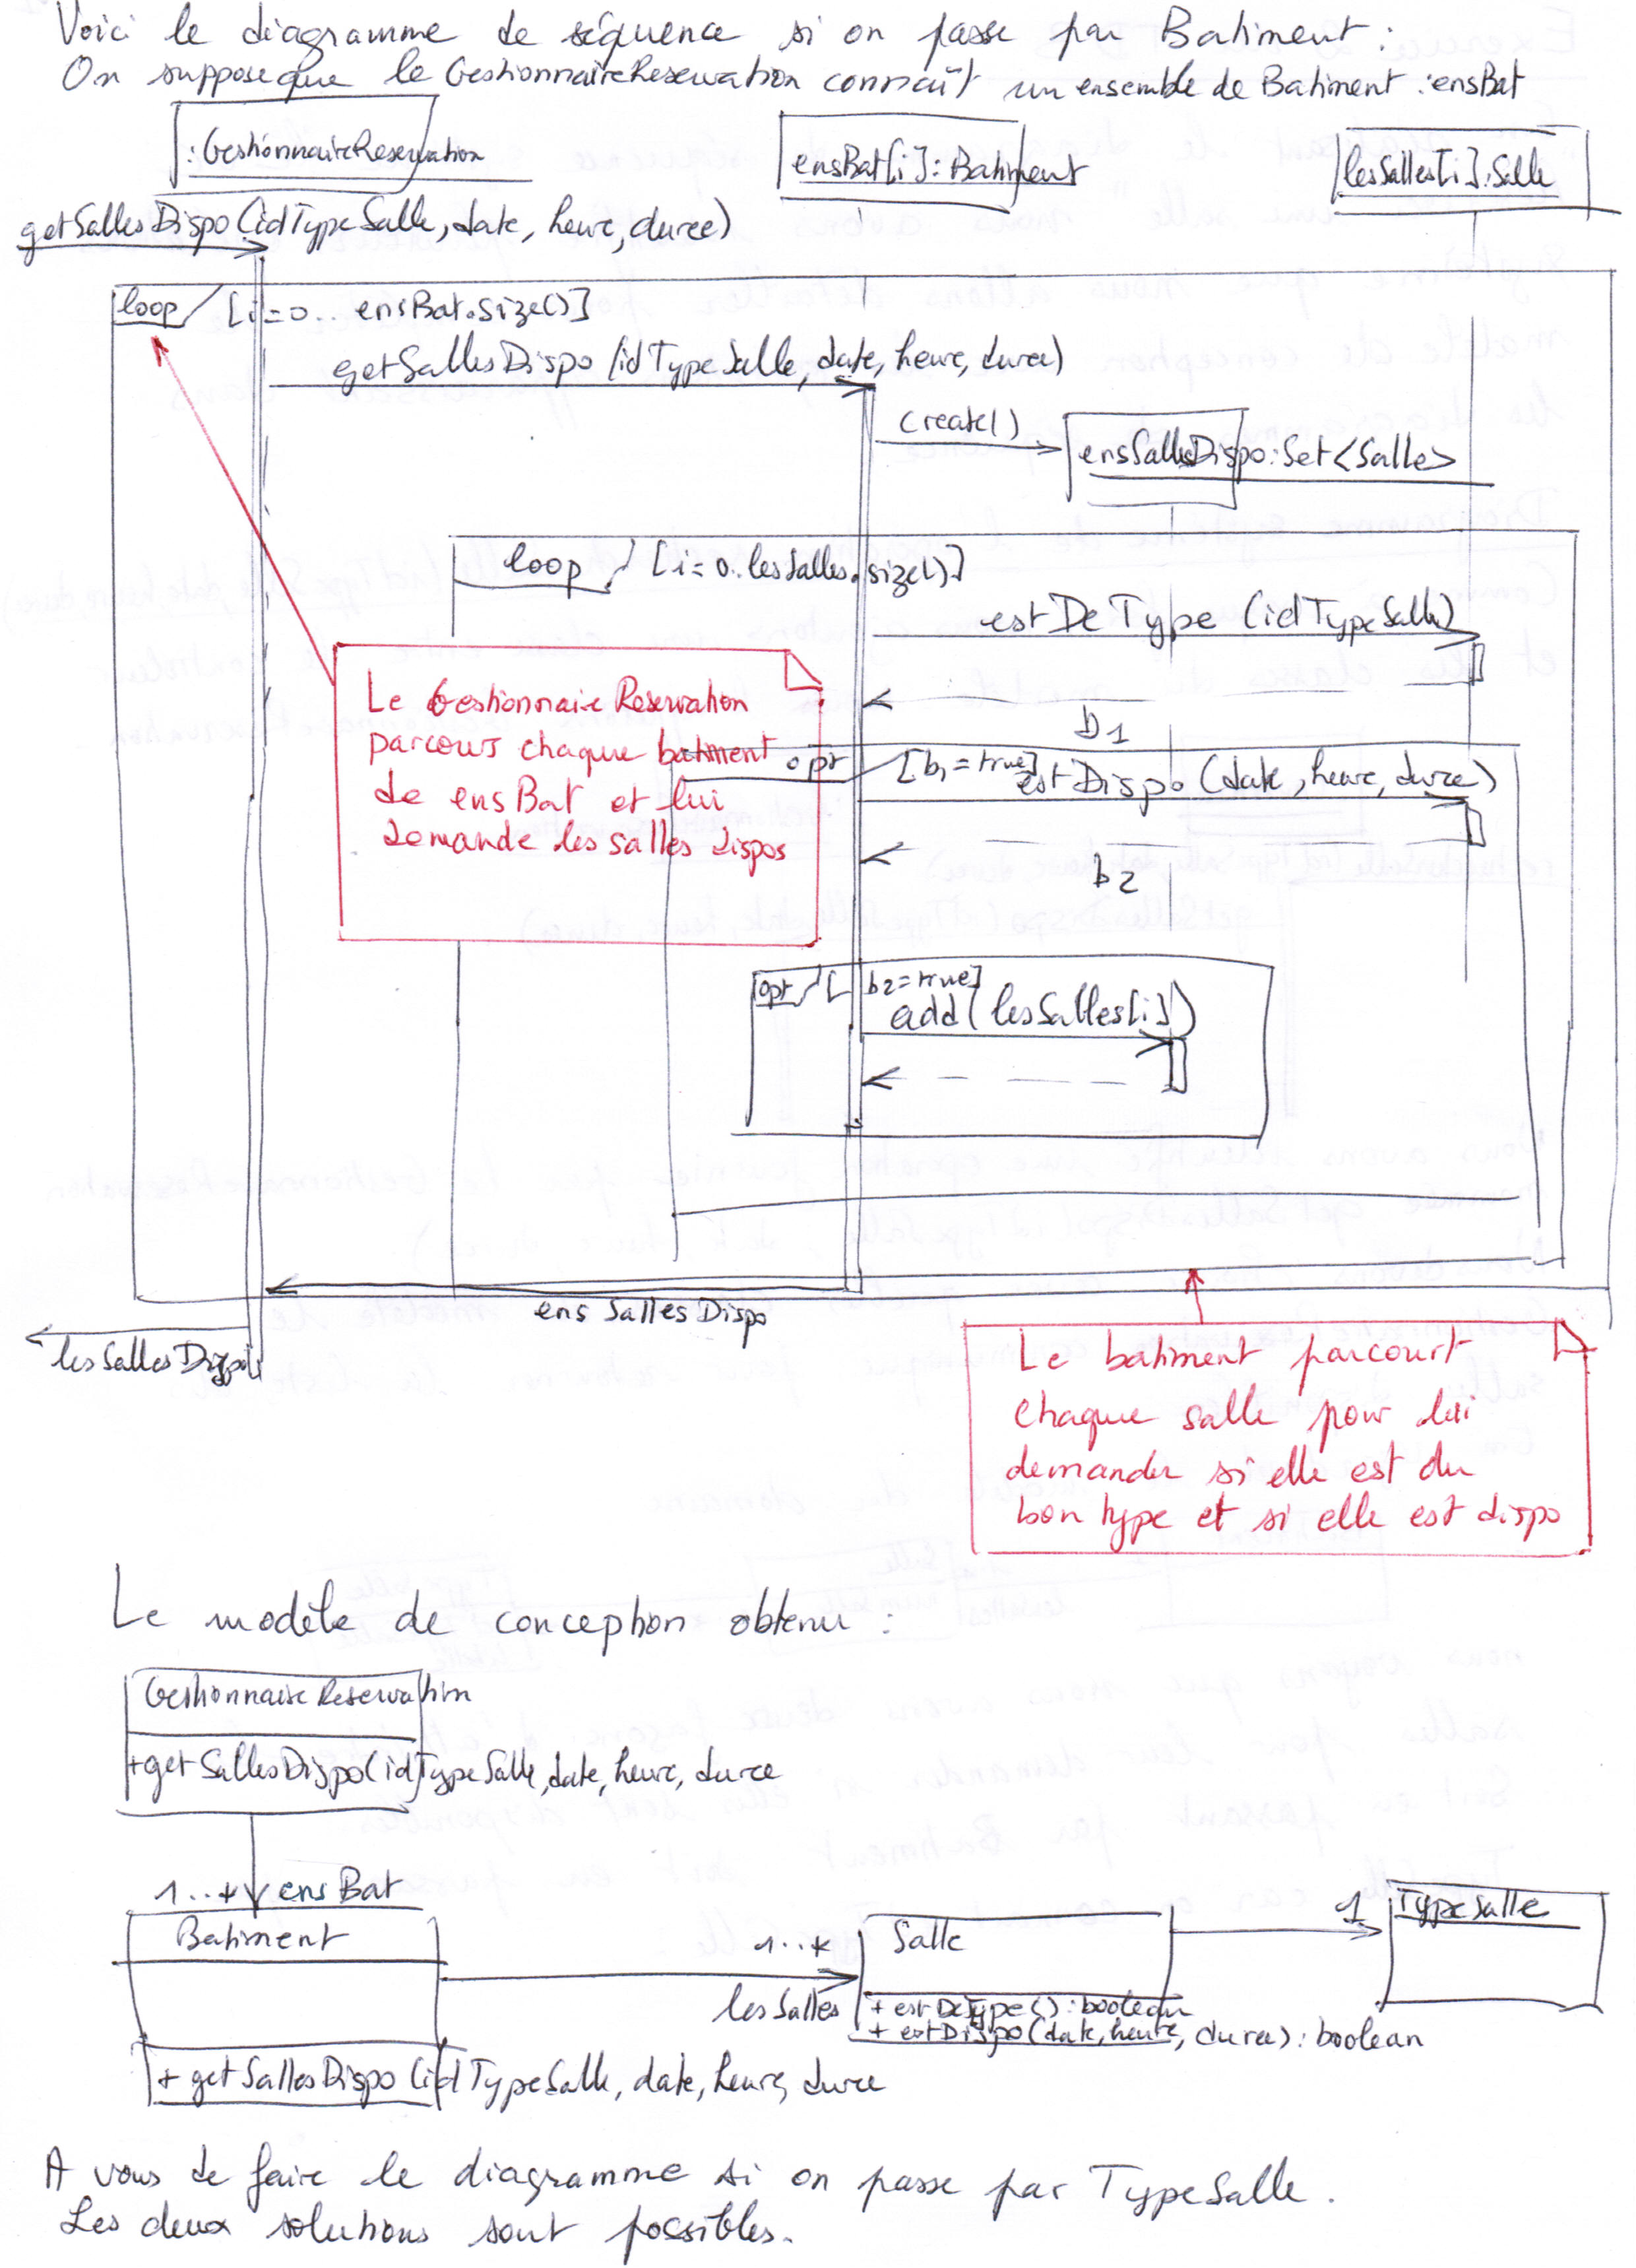 Voici le diagramme de séquence si on passe par Batiment :
On suppose que le GestionnaireReservation connaît un ensemble de Batiment : ensBat
:GestionnaireReservation
ensBat[i]:Batiment
lesSalles[i]:Salle
getSallesDispo(idTypeSalle, date, heure, duree)
loop [i=0.. ensBat.size()]
getSallesDispo(idTypeSalle, date, heure, duree)
create()
ensSallesDispo:Set<Salles>
loop [i=0..lesSalles.size()]
estDeType(idTypeSalle)
b1
Le GestionnaireReservation
parcours chaque batiment
de ensBat et lui
demande les salles dispos
opt [b1=true]
estDispo(date, heure, duree)
b2
opt [b2=true]
add(lesSalles[i])
ensSallesDispo
lesSallesDispos
Le batiment parcourt
chaque salle pour lui
demander si elle est du
bon type et si elle est dispo
Le modèle de conception obtenu :
GestionnaireReservation
+getSallesDispo(idTypeSalle, date, heure, duree
1..* ensBat
Batiment
+ getSallesDispo(idTypeSalle, date, heure, duree
1..*
lesSalles
Salle
+ estDeType() : boolean
+ estDispo(date, heure, duree) : boolean
1
TypeSalle
A vous de faire le diagramme si on passe par TypeSalle.
Les deux solutions sont possibles.